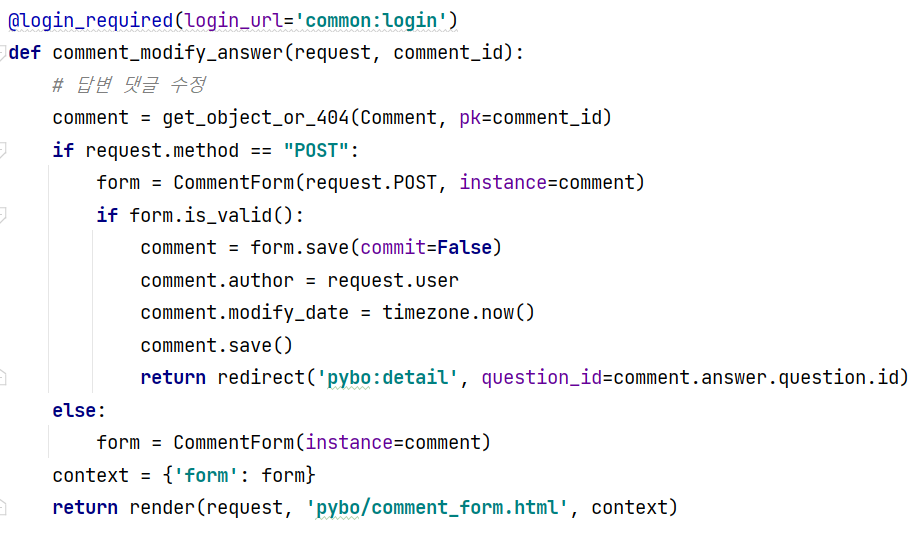 @login_required(login_url='common:login')
def comment_modify_answer(request, comment_id):
    # 답변 댓글 수정
    comment = get_object_or_404(Comment, pk=comment_id)
    if request.method == "POST":
        form = CommentForm(request.POST, instance=comment)
        if form.is_valid():
            comment = form.save(commit=False)
            comment.author = request.user
            comment.modify_date = timezone.now()
            comment.save()
            return redirect('pybo:detail', question_id=comment.answer.question.id)
    else:
        form = CommentForm(instance=comment)
    context = {'form': form}
    return render(request, 'pybo/comment_form.html', context)